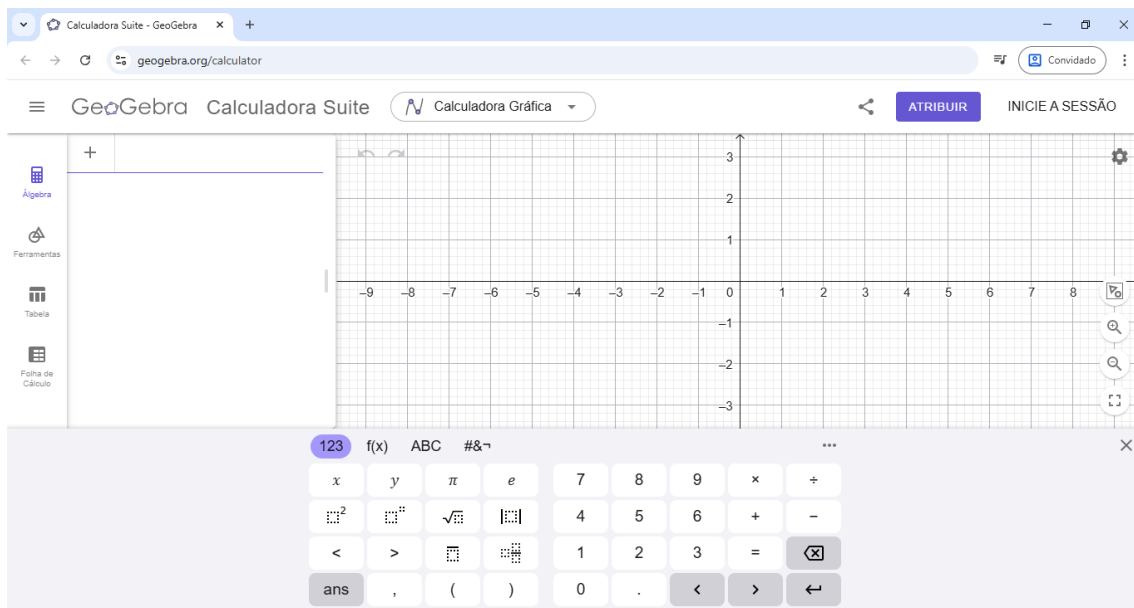 Calculadora Suite - GeoGebra
geogebra.org/calculator
Convidado
GeoGebra Calculadora Suite
Calculadora Gráfica
ATRIBUIR
INICIE A SESSÃO
Álgebra
Ferramentas
Tabela
Folha de
Cálculo
3
2
1
–9 –8 –7 –6 –5 –4 –3 –2 –1 0 1 2 3 4 5 6 7 8
–1
–2
–3
123 f(x) ABC #&¬
x y π e 7 8 9 × ÷
2 √ 4 5 6 + −
< > 1 2 3 =
ans , ( ) 0 .